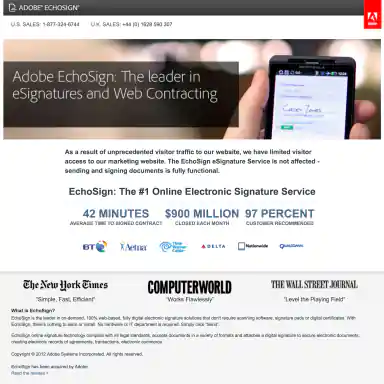 ADOBE® ECHOSIGN®
U.S. SALES: 1-877-324-6744 U.K. SALES: +44 (0) 1628 590 307
Adobe
Adobe EchoSign: The leader in
eSignatures and Web Contracting
As a result of unprecedented visitor traffic to our website, we have limited visitor
access to our marketing website. The EchoSign eSignature Service is not affected -
sending and signing documents is fully functional.
EchoSign: The #1 Online Electronic Signature Service
42 MINUTES $900 MILLION 97 PERCENT
AVERAGE TIME TO SIGNED CONTRACT CLOSED EACH MONTH CUSTOMER RECOMMENDED
BT Aetna Time Warner Cable DELTA Nationwide QUALCOMM
The New York Times COMPUTERWORLD THE WALL STREET JOURNAL
"Simple, Fast, Efficient" "Works Flawlessly" "Level the Playing Field"
What is EchoSign?
EchoSign is the leader in on-demand, 100% web-based, fully digital electronic signature solutions that don't require scanning software, signature pads or digital certificates. With
EchoSign, there's nothing to learn or install. No hardware or IT department is required! Simply click "Send".
EchoSign online signature technology complies with all legal standards, accepts documents in a variety of formats and attaches a digital signature to secure electronic documents,
creating electronic records of agreements, transactions, electronic commerce
Copyright © 2012 Adobe Systems Incorporated. All rights reserved.
EchoSign has been acquired by Adobe
Read the release >